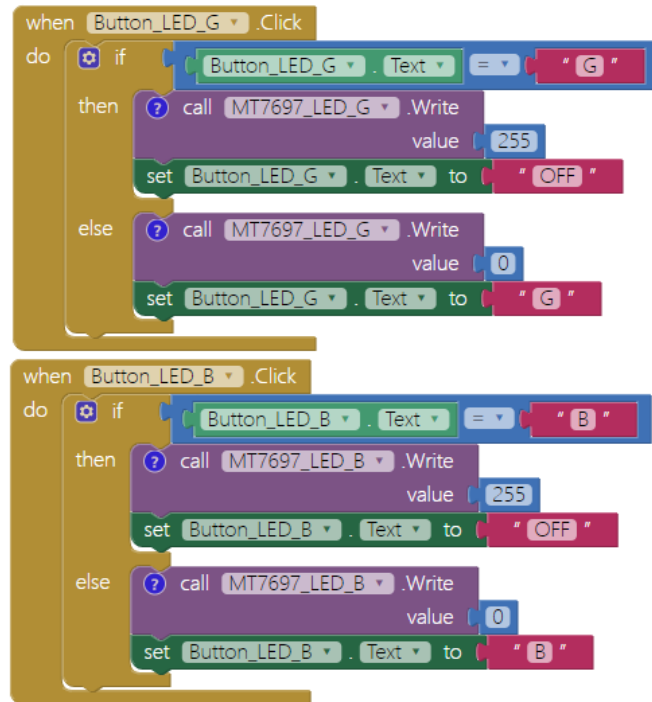 when Button_LED_G .Click
do if Button_LED_G . Text = " G "
then call MT7697_LED_G .Write
value 255
set Button_LED_G . Text to " OFF "
else call MT7697_LED_G .Write
value 0
set Button_LED_G . Text to " G "
when Button_LED_B .Click
do if Button_LED_B . Text = " B "
then call MT7697_LED_B .Write
value 255
set Button_LED_B . Text to " OFF "
else call MT7697_LED_B .Write
value 0
set Button_LED_B . Text to " B "